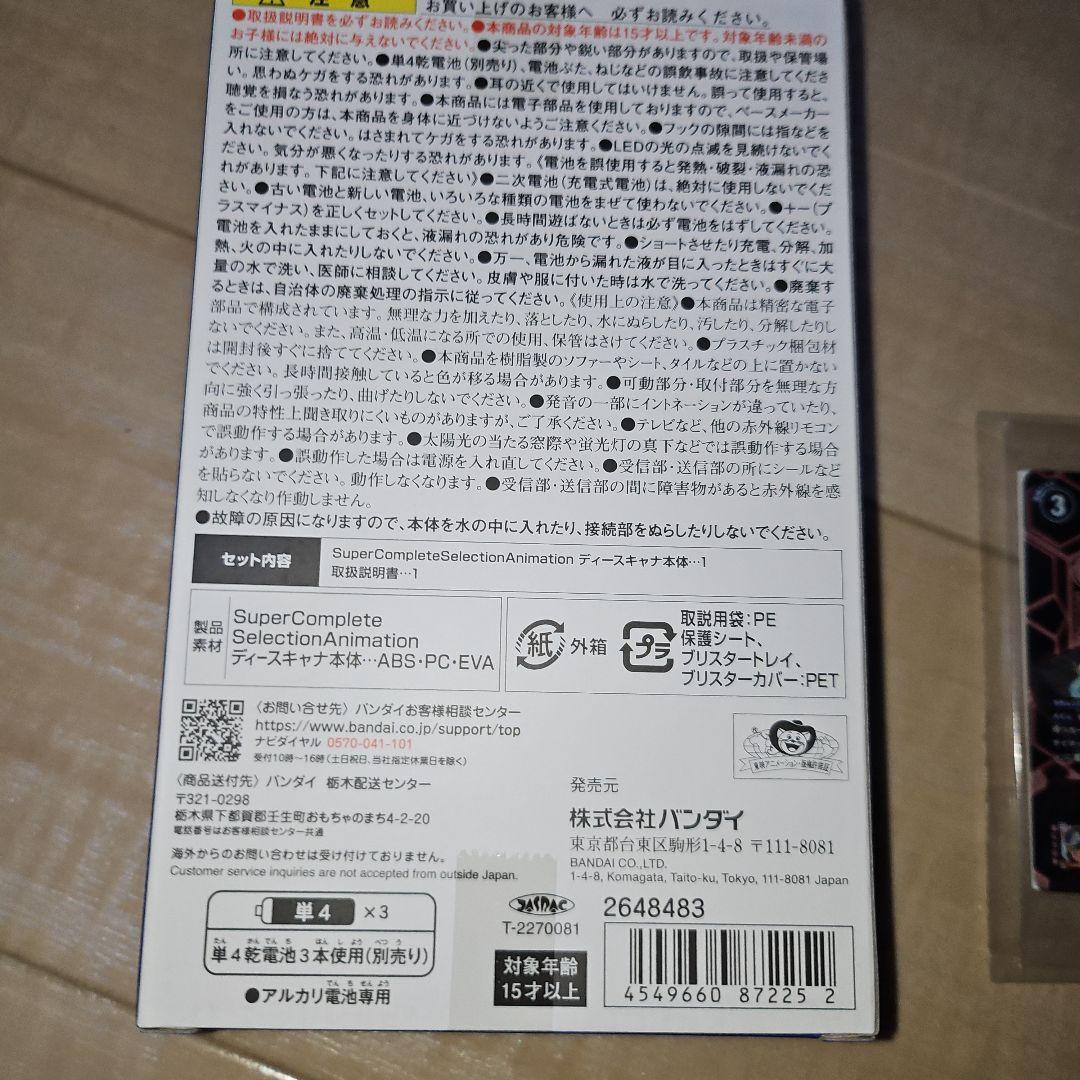 注意
お買い上げのお客様へ 必ずお読みください。
●取扱説明書を必ずお読みください。●本商品の対象年齢は15才以上です。対象年齢未満の
お子様には絶対に与えないでください。●尖った部分や鋭い部分がありますので、取扱や保管場
所に注意してください。●単4乾電池(別売り)、電池ぶた、ねじなどの誤飲事故に注意してくださ
い。思わぬケガをする恐れがあります。●耳の近くで使用してはいけません。誤って使用すると、
聴覚を損なう恐れがあります。●本商品には電子部品を使用しておりますので、ペースメーカー
をご使用の方は、本商品を身体に近づけないようご注意ください。●フックの隙間には指などを
入れないでください。はさまれてケガをする恐れがあります。●LEDの光の点滅を見続けないでく
ださい。気分が悪くなったりする恐れがあります。《電池を誤使用すると発熱・破裂・液漏れの恐
れがあります。下記に注意してください》●二次電池(充電式電池)は、絶対に使用しないでくだ
さい。●古い電池と新しい電池、いろいろな種類の電池をまぜて使わないでください。●+-(プ
ラスマイナス)を正しくセットしてください。●長時間遊ばないときは必ず電池をはずしてください。
電池を入れたままにしておくと、液漏れの恐れがあり危険です。●ショートさせたり充電、分解、加
熱、火の中に入れたりしないでください。●万一、電池から漏れた液が目に入ったときはすぐに大
量の水で洗い、医師に相談してください。皮膚や服に付いた時は水で洗ってください。●廃棄す
るときは、自治体の廃棄処理の指示に従ってください。《使用上の注意》●本商品は精密な電子
部品で構成されています。無理な力を加えたり、落としたり、水にぬらしたり、汚したり、分解したりし
ないでください。また、高温・低温になる所での使用、保管はさけてください。●プラスチック梱包材
は開封後すぐに捨ててください。●本商品を樹脂製のソファーやシート、タイルなどの上に置かない
でください。長時間接触していると色が移る場合があります。●可動部分・取付部分を無理な方
向に強く引っ張ったり、曲げたりしないでください。●発音の一部にイントネーションが違っていたり、
商品の特性上聞き取りにくいものがありますが、ご了承ください。●テレビなど、他の赤外線リモコン
で誤動作する場合があります。●太陽光の当たる窓際や蛍光灯の真下などでは誤動作する場合
があります。●誤動作した場合は電源を入れ直してください。●受信部・送信部の所にシールなど
を貼らないでください。動作しなくなります。●受信部・送信部の間に障害物があると赤外線を感
知しなくなり作動しません。
●故障の原因になりますので、本体を水の中に入れたり、接続部をぬらしたりしないでください。
セット内容
SuperCompleteSelectionAnimation ディースキャナ本体…1
取扱説明書…1
製品
素材
SuperComplete
SelectionAnimation
ディースキャナ本体…ABS・PC・EVA
紙 外箱
プラ
取説用袋:PE
保護シート、
ブリスタートレイ、
ブリスターカバー:PET
〈お問い合せ先〉バンダイお客様相談センター
https://www.bandai.co.jp/support/top
ナビダイヤル 0570-041-101
受付10時～16時(土日祝日、当社指定休業日を除く)
〈商品送付先〉バンダイ 栃木配送センター
〒321-0298
栃木県下都賀郡壬生町おもちゃのまち4-2-20
電話番号はお客様相談センター共通
海外からのお問い合わせは受け付けておりません。
Customer service inquiries are not accepted from outside Japan.
東映アニメーション・版権許諾証
発売元
株式会社バンダイ
東京都台東区駒形1-4-8 〒111-8081
BANDAI CO.,LTD.
1-4-8, Komagata, Taito-ku, Tokyo, 111-8081 Japan
単4 ×3
単4乾電池3本使用(別売り)
●アルカリ電池専用
JASRAC
T-2270081
対象年齢
15才以上
2648483
4549660 87225 2
3